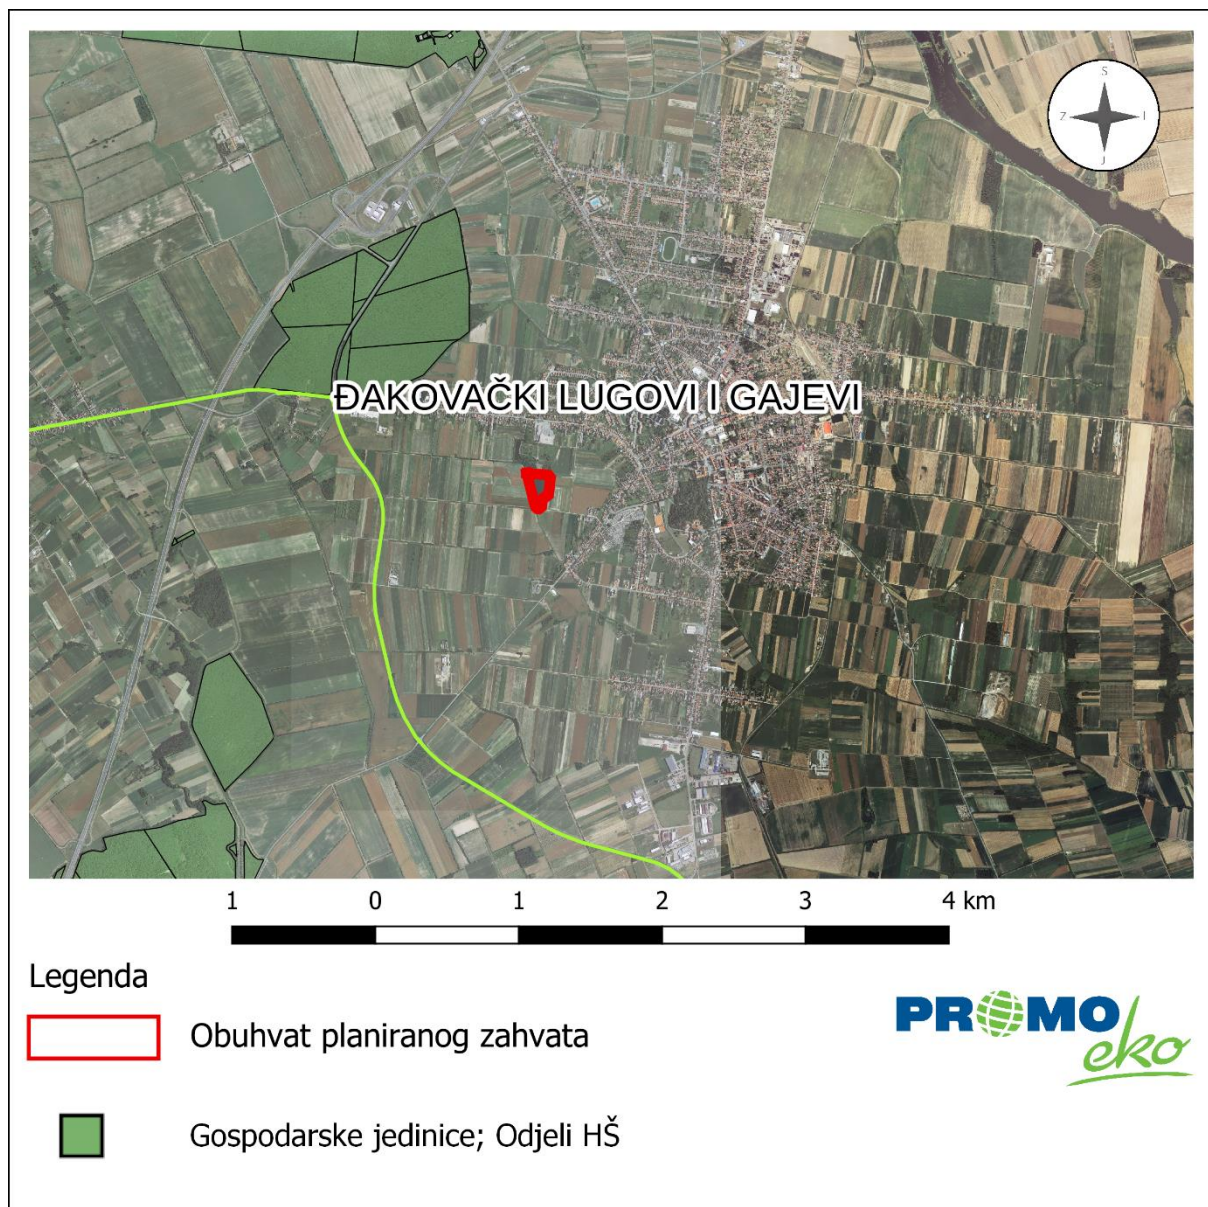 S
Z I
J
ĐAKOVAČKI LUGOVI I GAJEVI
1 0 1 2 3 4 km
Legenda
Obuhvat planiranog zahvata
Gospodarske jedinice; Odjeli HŠ
PROMO
eko